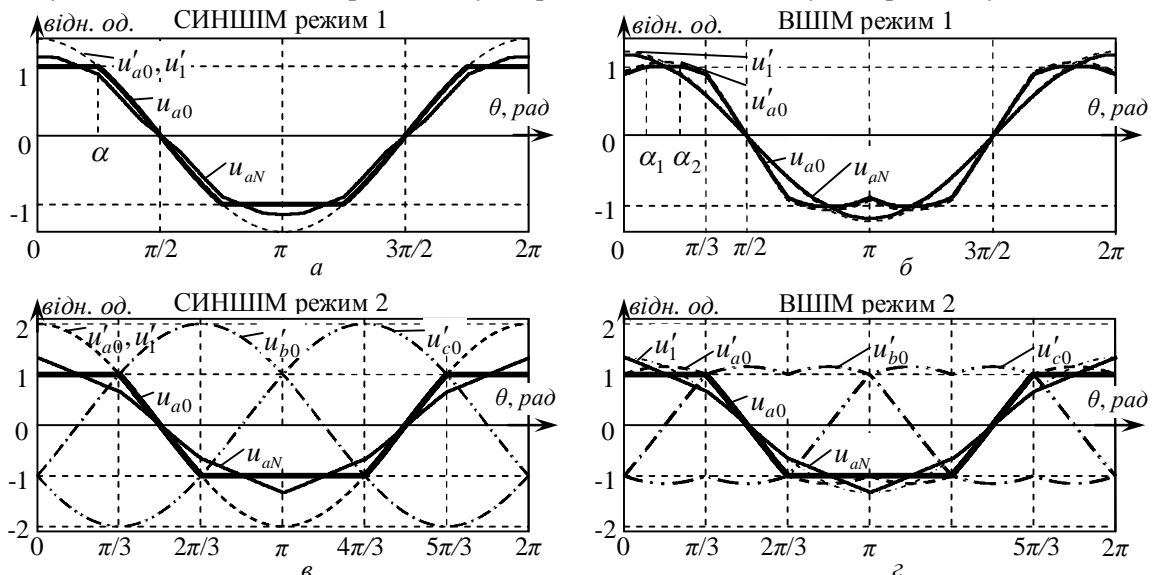 СИНШІМ режим 1
відн. од.
u′a0, u′1
1
ua0
θ, рад
0
α
uaN
-1
0 π/2 π 3π/2 2π
а
ВШІМ режим 1
відн. од.
u′1
1
u′a0
θ, рад
0
α1 α2
ua0
uaN
-1
0 π/3 π/2 π 3π/2 2π
б
СИНШІМ режим 2
відн. од.
2
u′a0, u′1 u′b0 u′c0
1
ua0
θ, рад
0
uaN
-1
-2
0 π/3 2π/3 π 4π/3 5π/3 2π
в
ВШІМ режим 2
відн. од.
2
u′1 u′a0 u′b0 u′c0
1
ua0
θ, рад
0
uaN
-1
-2
0 π/3 2π/3 π 5π/3 2π
г